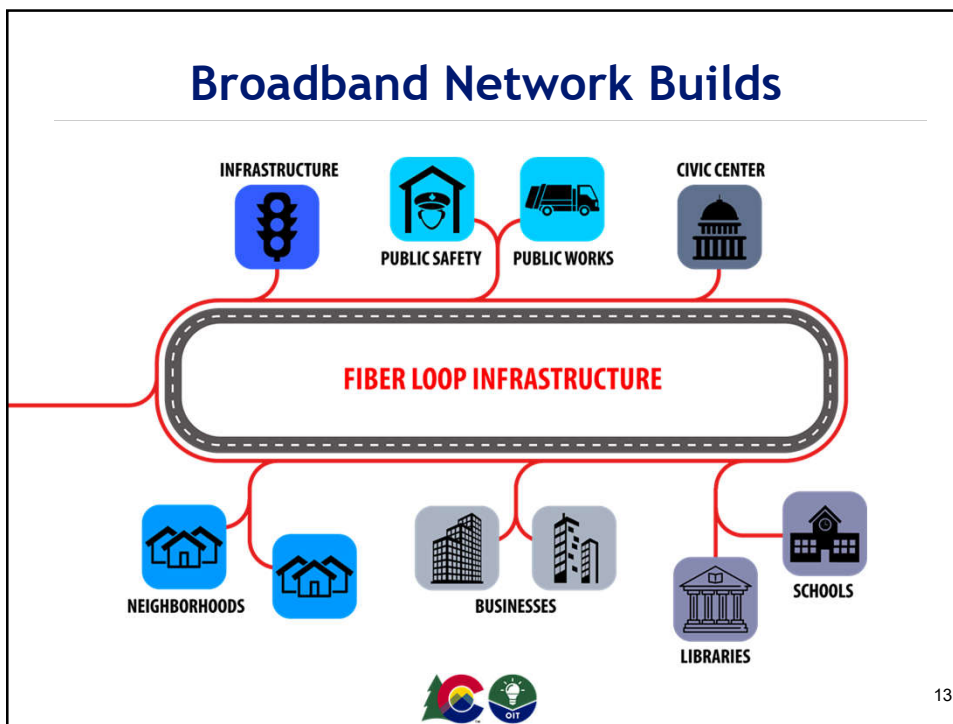 Broadband Network Builds
INFRASTRUCTURE
CIVIC CENTER
PUBLIC SAFETY
PUBLIC WORKS
FIBER LOOP INFRASTRUCTURE
NEIGHBORHOODS
BUSINESSES
SCHOOLS
LIBRARIES
OIT
13